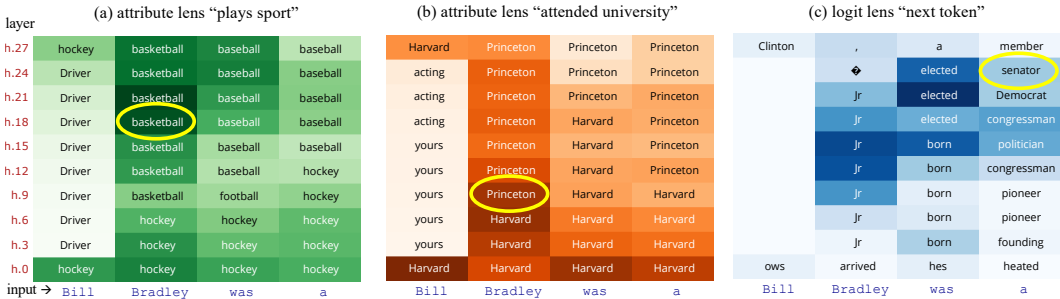 (a) attribute lens “plays sport” (b) attribute lens “attended university” (c) logit lens “next token”
layer
h.27 hockey basketball baseball baseball Harvard Princeton Princeton Princeton Clinton , a member
h.24 Driver basketball baseball baseball acting Princeton Princeton Princeton � elected senator
h.21 Driver basketball baseball baseball acting Princeton Princeton Princeton Jr elected Democrat
h.18 Driver basketball baseball baseball acting Princeton Harvard Princeton Jr elected congressman
h.15 Driver basketball baseball baseball yours Princeton Harvard Princeton Jr born politician
h.12 Driver basketball baseball hockey yours Princeton Harvard Princeton Jr born congressman
h.9 Driver basketball football hockey yours Princeton Harvard Harvard Jr born pioneer
h.6 Driver hockey hockey hockey yours Harvard Harvard Harvard Jr born pioneer
h.3 Driver hockey hockey hockey yours Harvard Harvard Harvard Jr born founding
h.0 hockey hockey hockey hockey Harvard Harvard Harvard Harvard ows arrived hes heated
input → Bill Bradley was a Bill Bradley was a Bill Bradley was a